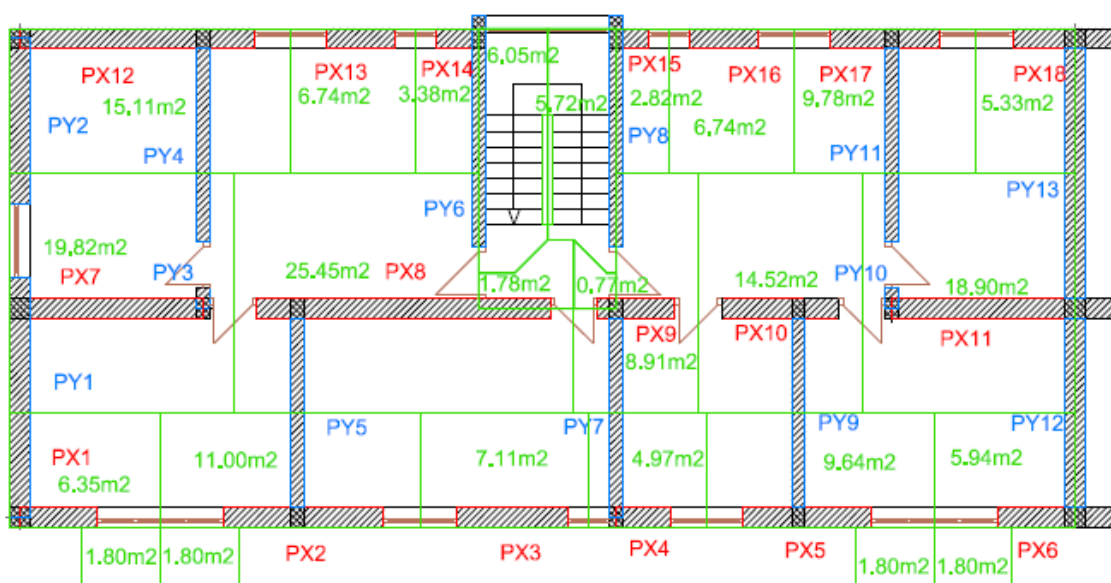 6.05m2
PX12
PX13
PX14
PX15
PX16
PX17
PX18
15.11m2
6.74m2
3.38m2
5.72m2
2.82m2
9.78m2
5.33m2
PY2
6.74m2
PY8
PY4
PY11
PY13
PY6
V
19.82m2
PX7
PY3
25.45m2
PX8
1.78m2
0.77m2
14.52m2
PY10
18.90m2
PX9
PX10
PX11
8.91m2
PY1
PY5
PY7
PY9
PY12
PX1
6.35m2
11.00m2
7.11m2
4.97m2
9.64m2
5.94m2
1.80m2
1.80m2
PX2
PX3
PX4
PX5
1.80m2
1.80m2
PX6